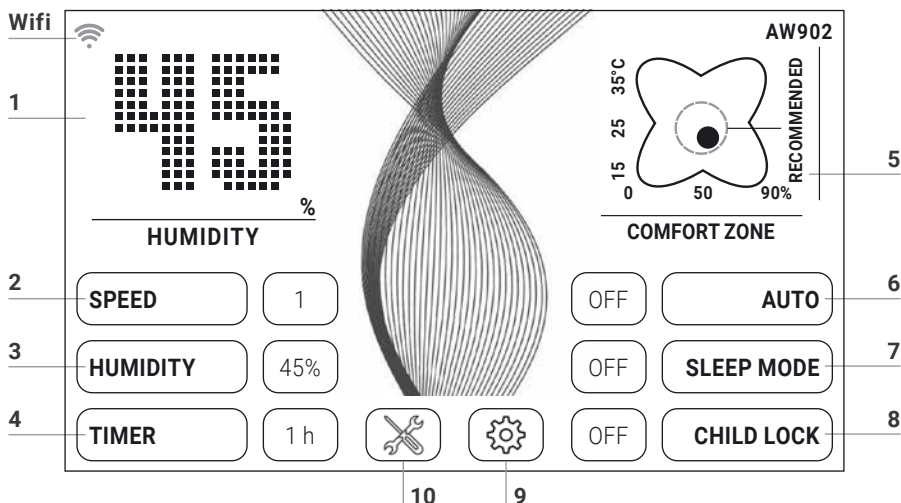 Wifi
AW902
45
%
HUMIDITY
1
35°C
25
15
0 50 90%
RECOMMENDED
COMFORT ZONE
5
2
SPEED 1
OFF AUTO
6
3
HUMIDITY 45%
OFF SLEEP MODE
7
4
TIMER 1 h
OFF CHILD LOCK
8
10
9